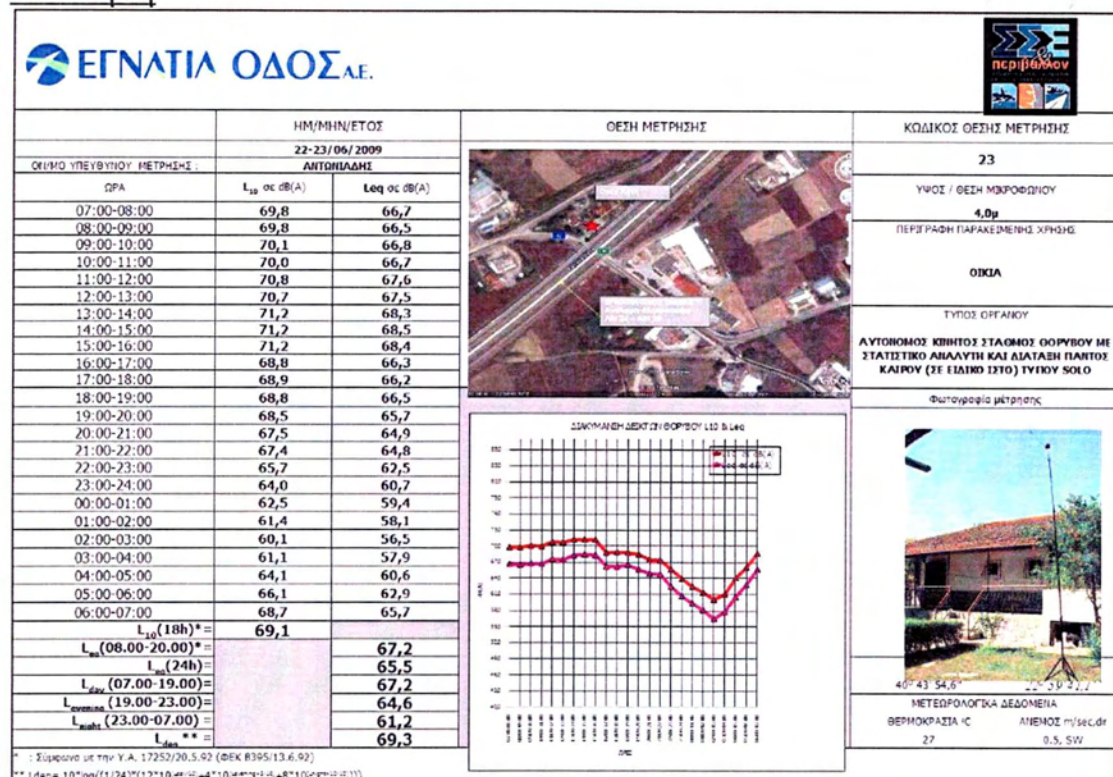 ΕΓΝΑΤΙΑ ΟΔΟΣ Α.Ε.
ΣΣΕ
&
περιβάλλον
ΗΜ/ΜΗΝ/ΕΤΟΣ
ΘΕΣΗ ΜΕΤΡΗΣΗΣ
ΚΩΔΙΚΟΣ ΘΕΣΗΣ ΜΕΤΡΗΣΗΣ
22-23/06/2009
23
ΟΝ/ΜΟ ΥΠΕΥΘΥΝΟΥ ΜΕΤΡΗΣΗΣ : ΑΝΤΩΝΙΑΔΗΣ
ΩΡΑ L10 σε dB(A) Leq σε dB(A)
ΥΨΟΣ / ΘΕΣΗ ΜΙΚΡΟΦΩΝΟΥ
4,0μ
ΠΕΡΙΓΡΑΦΗ ΠΑΡΑΚΕΙΜΕΝΗΣ ΧΡΗΣΗΣ
ΟΙΚΙΑ
ΤΥΠΟΣ ΟΡΓΑΝΟΥ
ΑΥΤΟΝΟΜΟΣ ΚΙΝΗΤΟΣ ΣΤΑΘΜΟΣ ΘΟΡΥΒΟΥ ΜΕ
ΣΤΑΤΙΣΤΙΚΟ ΑΝΑΛΥΤΗ ΚΑΙ ΔΙΑΤΑΞΗ ΠΑΝΤΟΣ
ΚΑΙΡΟΥ (ΣΕ ΕΙΔΙΚΟ ΙΣΤΟ) ΤΥΠΟΥ SOLO
Φωτογραφία μέτρησης
07:00-08:00 69,8 66,7
08:00-09:00 69,8 66,5
09:00-10:00 70,1 66,8
10:00-11:00 70,0 66,7
11:00-12:00 70,8 67,6
12:00-13:00 70,7 67,5
13:00-14:00 71,2 68,3
14:00-15:00 71,2 68,5
15:00-16:00 71,2 68,4
16:00-17:00 68,8 66,3
17:00-18:00 68,9 66,2
18:00-19:00 68,8 66,5
19:00-20:00 68,5 65,7
20:00-21:00 67,5 64,9
21:00-22:00 67,4 64,8
22:00-23:00 65,7 62,5
23:00-24:00 64,0 60,7
00:00-01:00 62,5 59,4
01:00-02:00 61,4 58,1
02:00-03:00 60,1 56,5
03:00-04:00 61,1 57,9
04:00-05:00 64,1 60,6
05:00-06:00 66,1 62,9
06:00-07:00 68,7 65,7
L10(18h)*= 69,1
Leq(08.00-20.00)*= 67,2
Leq(24h)= 65,5
Lday (07.00-19.00)= 67,2
Levening (19.00-23.00)= 64,6
Lnight (23.00-07.00) = 61,2
Lden ** = 69,3
ΔΙΑΚΥΜΑΝΣΗ ΔΕΙΚΤΩΝ ΘΟΡΥΒΟΥ L10 & Leq
40° 43' 54,6"
ΜΕΤΕΩΡΟΛΟΓΙΚΑ ΔΕΔΟΜΕΝΑ
ΘΕΡΜΟΚΡΑΣΙΑ °C ΑΝΕΜΟΣ m/sec,dr
27 0.5, SW
* : Σύμφωνα με την Υ.Α. 17252/20.5.92 (ΦΕΚ Β395/13.6.92)